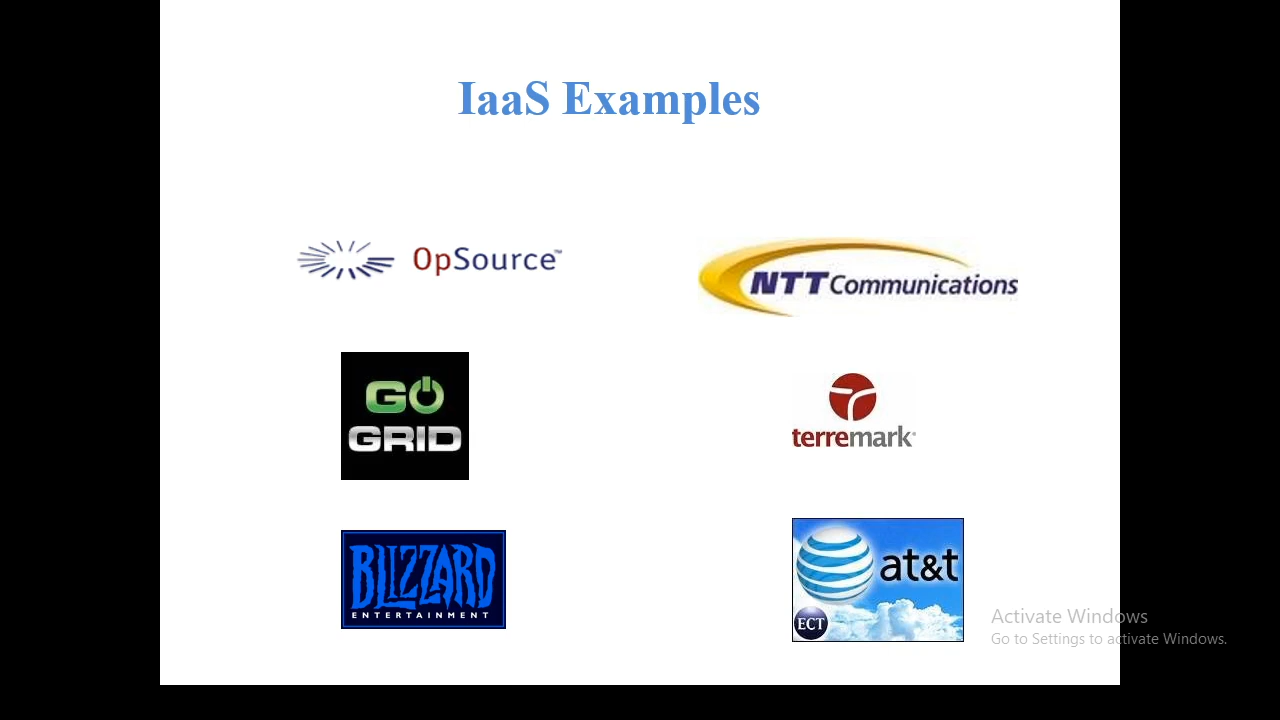 IaaS Examples
OpSource™
NTT Communications
GO
GRID
terremark®
BLIZZARD
ENTERTAINMENT
at&t
ECT
Activate Windows
Go to Settings to activate Windows.